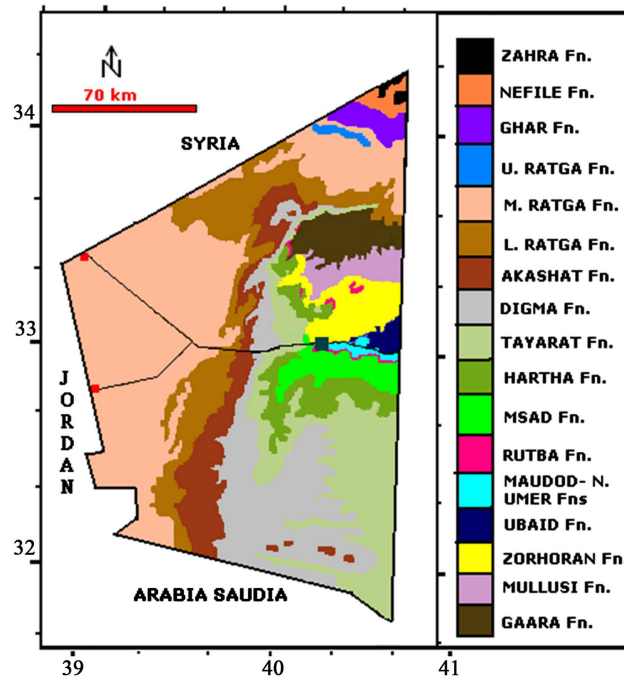 N
70 km
34
33
32
39
40
41
SYRIA
JORDAN
ARABIA SAUDIA
ZAHRA Fn.
NEFILE Fn.
GHAR Fn.
U. RATGA Fn.
M. RATGA Fn.
L. RATGA Fn.
AKASHAT Fn.
DIGMA Fn.
TAYARAT Fn.
HARTHA Fn.
MSAD Fn.
RUTBA Fn.
MAUDOD- N.
UMER Fns
UBAID Fn.
ZORHORAN Fn
MULLUSI Fn.
GAARA Fn.